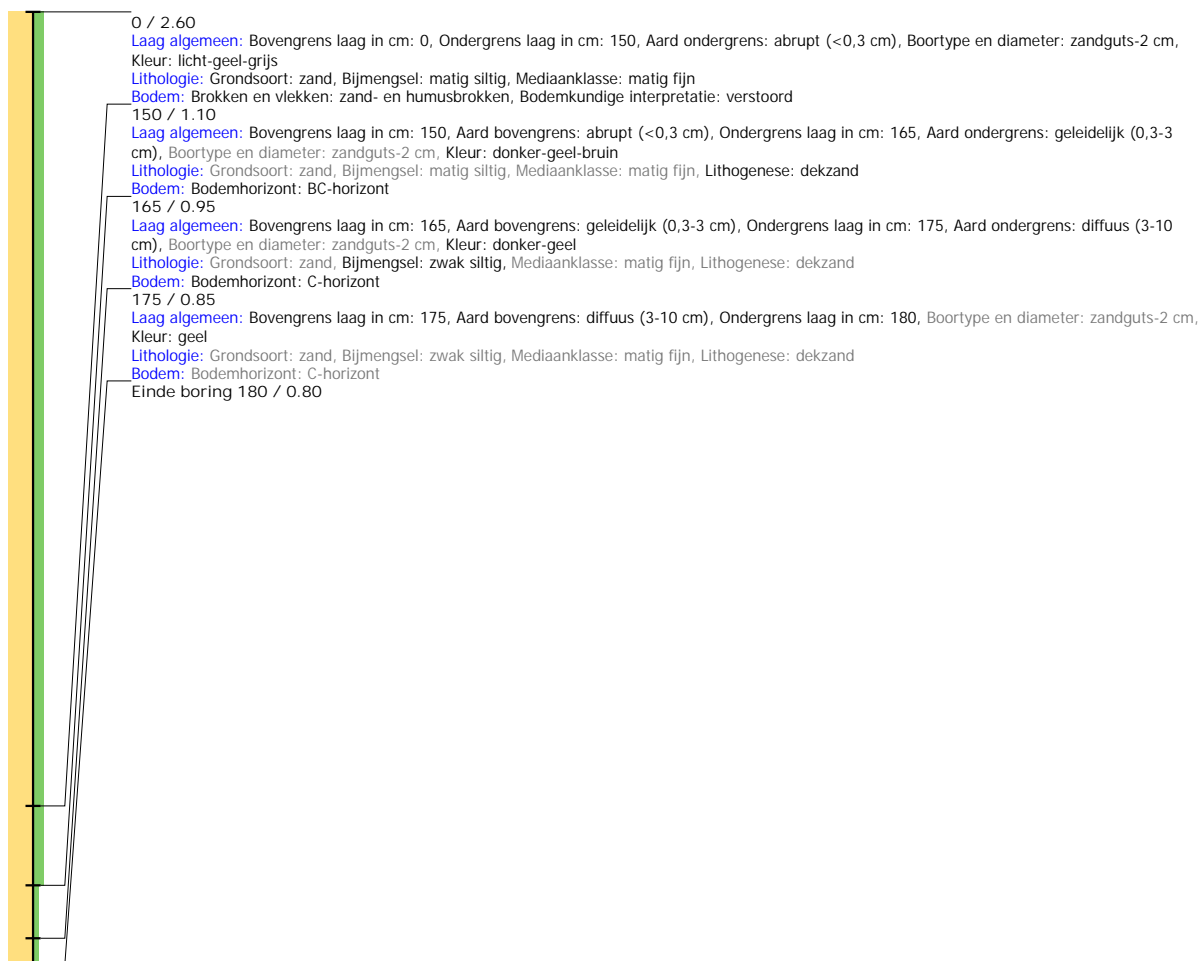 0 / 2.60
Laag algemeen: Bovengrens laag in cm: 0, Ondergrens laag in cm: 150, Aard ondergrens: abrupt (<0,3 cm), Boortype en diameter: zandguts-2 cm,
Kleur: licht-geel-grijs
Lithologie: Grondsoort: zand, Bijmengsel: matig siltig, Mediaanklasse: matig fijn
Bodem: Brokken en vlekken: zand- en humusbrokken, Bodemkundige interpretatie: verstoord
150 / 1.10
Laag algemeen: Bovengrens laag in cm: 150, Aard bovengrens: abrupt (<0,3 cm), Ondergrens laag in cm: 165, Aard ondergrens: geleidelijk (0,3-3
cm), Boortype en diameter: zandguts-2 cm, Kleur: donker-geel-bruin
Lithologie: Grondsoort: zand, Bijmengsel: matig siltig, Mediaanklasse: matig fijn, Lithogenese: dekzand
Bodem: Bodemhorizont: BC-horizont
165 / 0.95
Laag algemeen: Bovengrens laag in cm: 165, Aard bovengrens: geleidelijk (0,3-3 cm), Ondergrens laag in cm: 175, Aard ondergrens: diffuus (3-10
cm), Boortype en diameter: zandguts-2 cm, Kleur: donker-geel
Lithologie: Grondsoort: zand, Bijmengsel: zwak siltig, Mediaanklasse: matig fijn, Lithogenese: dekzand
Bodem: Bodemhorizont: C-horizont
175 / 0.85
Laag algemeen: Bovengrens laag in cm: 175, Aard bovengrens: diffuus (3-10 cm), Ondergrens laag in cm: 180, Boortype en diameter: zandguts-2 cm,
Kleur: geel
Lithologie: Grondsoort: zand, Bijmengsel: zwak siltig, Mediaanklasse: matig fijn, Lithogenese: dekzand
Bodem: Bodemhorizont: C-horizont
Einde boring 180 / 0.80